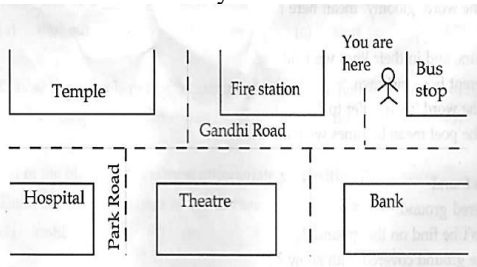 You are
here
Bus
stop
Temple
Fire station
Gandhi Road
Hospital
Park Road
Theatre
Bank